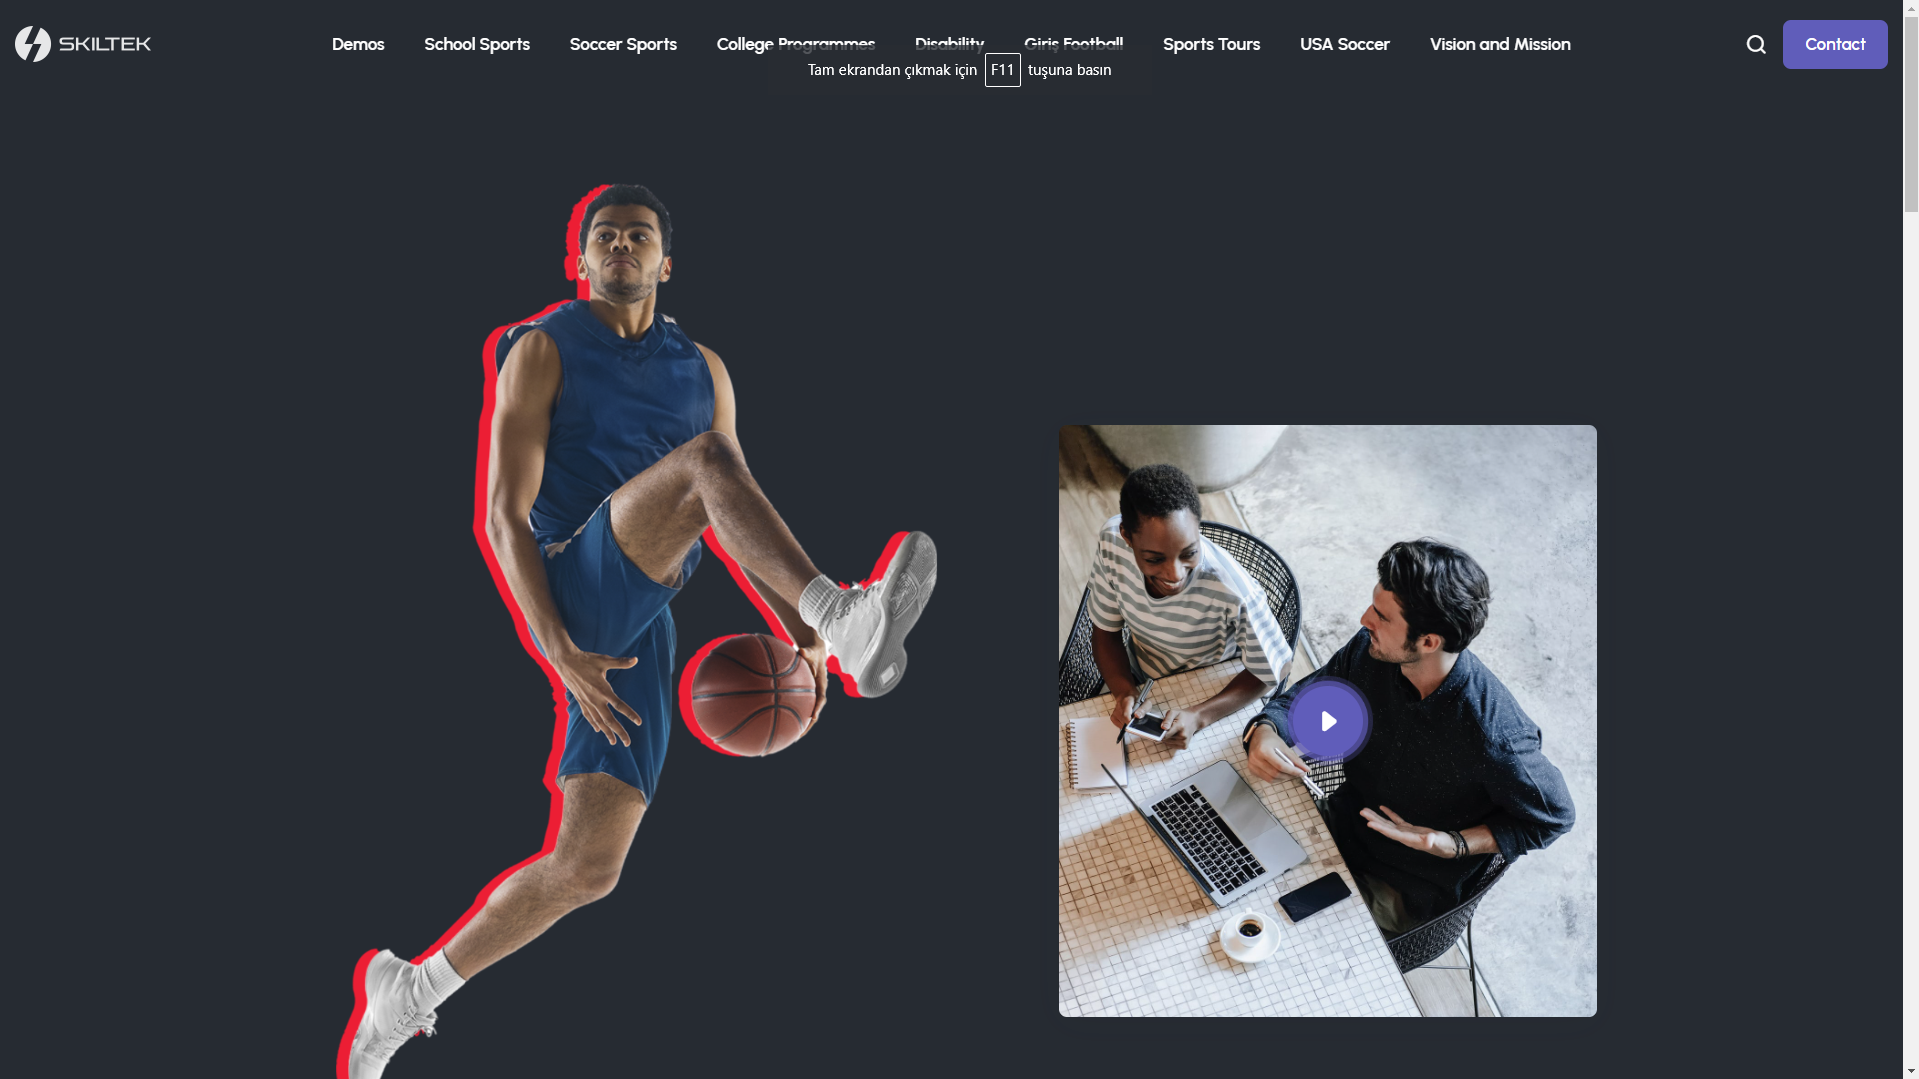 SKILTEK
Demos School Sports Soccer Sports College Programmes Disability Giriş Football Sports Tours USA Soccer Vision and Mission Contact
Tam ekrandan çıkmak için F11 tuşuna basın